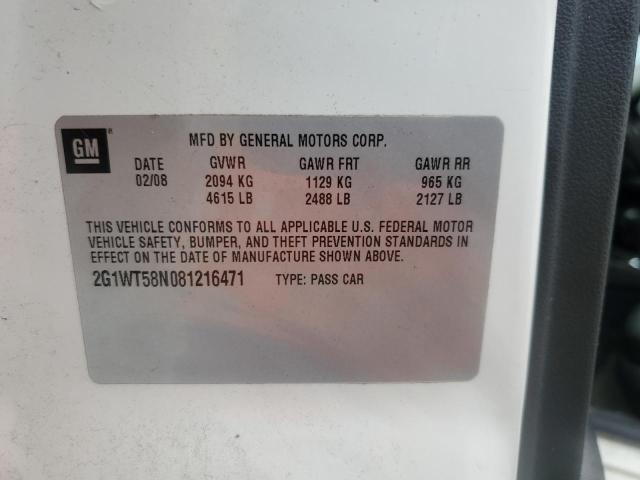 GM®
MFD BY GENERAL MOTORS CORP.
DATE GVWR GAWR FRT GAWR RR
02/08 2094 KG 1129 KG 965 KG
4615 LB 2488 LB 2127 LB
THIS VEHICLE CONFORMS TO ALL APPLICABLE U.S. FEDERAL MOTOR
VEHICLE SAFETY, BUMPER, AND THEFT PREVENTION STANDARDS IN
EFFECT ON THE DATE OF MANUFACTURE SHOWN ABOVE.
2G1WT58N081216471 TYPE: PASS CAR